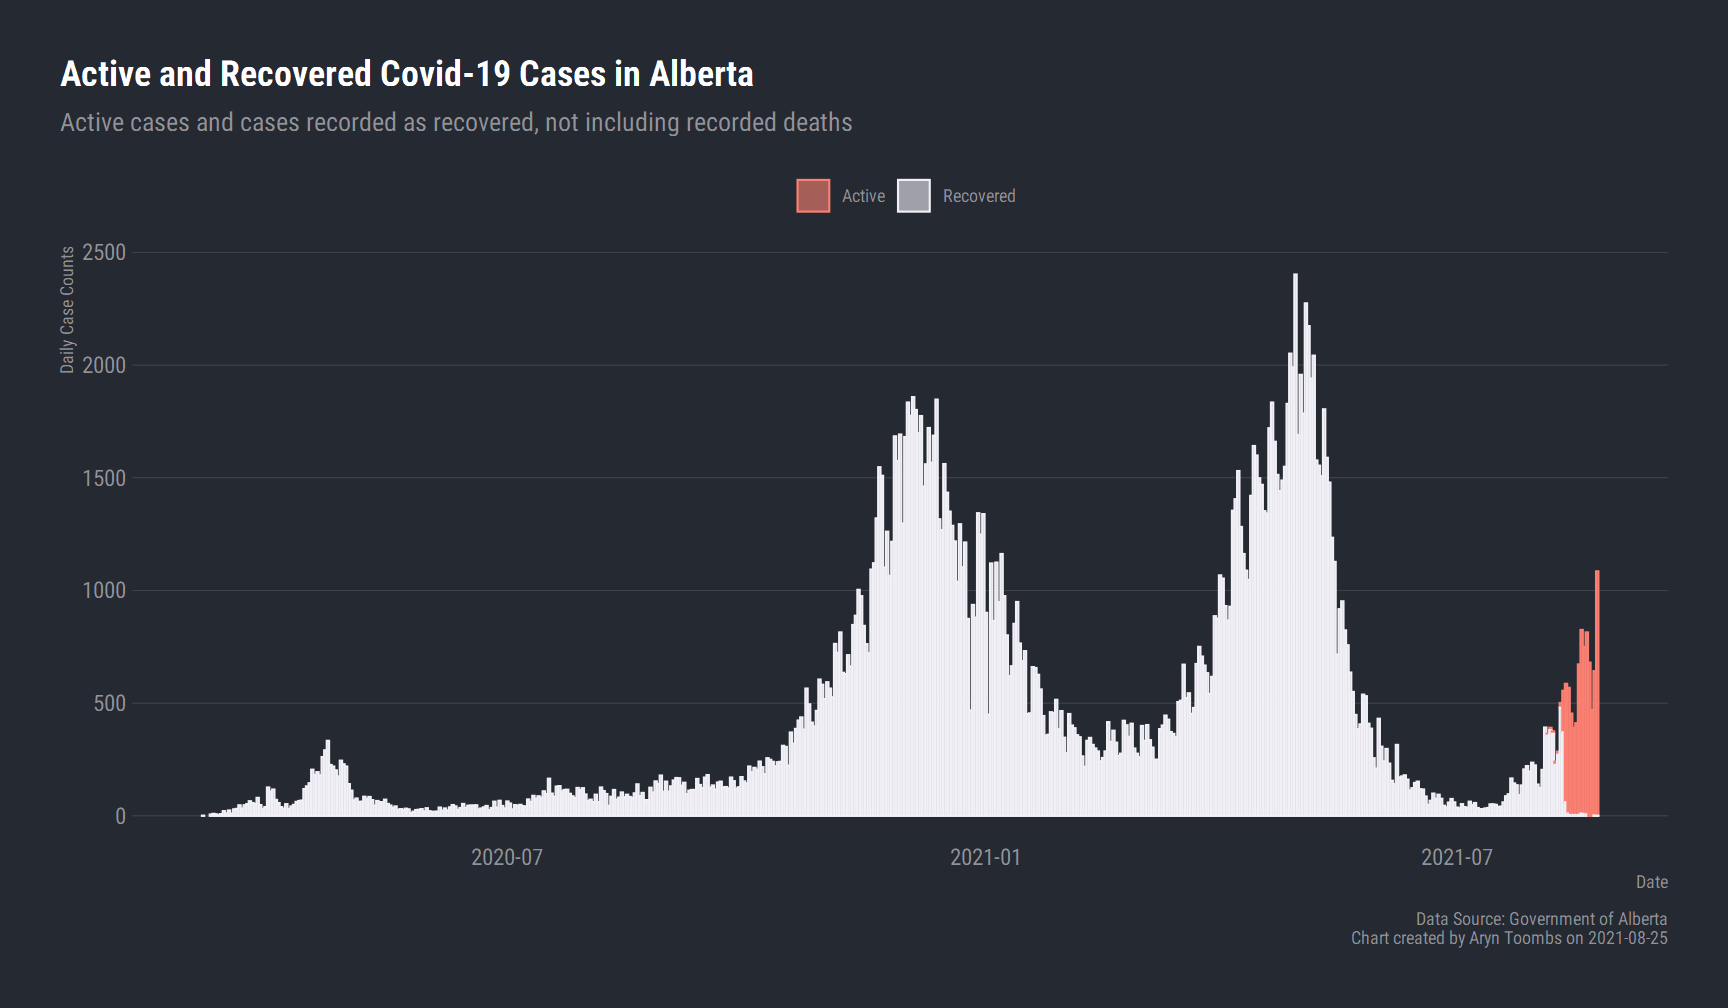 Active and Recovered Covid-19 Cases in Alberta
Active cases and cases recorded as recovered, not including recorded deaths
Active
Recovered
Daily Case Counts
2500
2000
1500
1000
500
0
2020-07
2021-01
2021-07
Date
Data Source: Government of Alberta
Chart created by Aryn Toombs on 2021-08-25